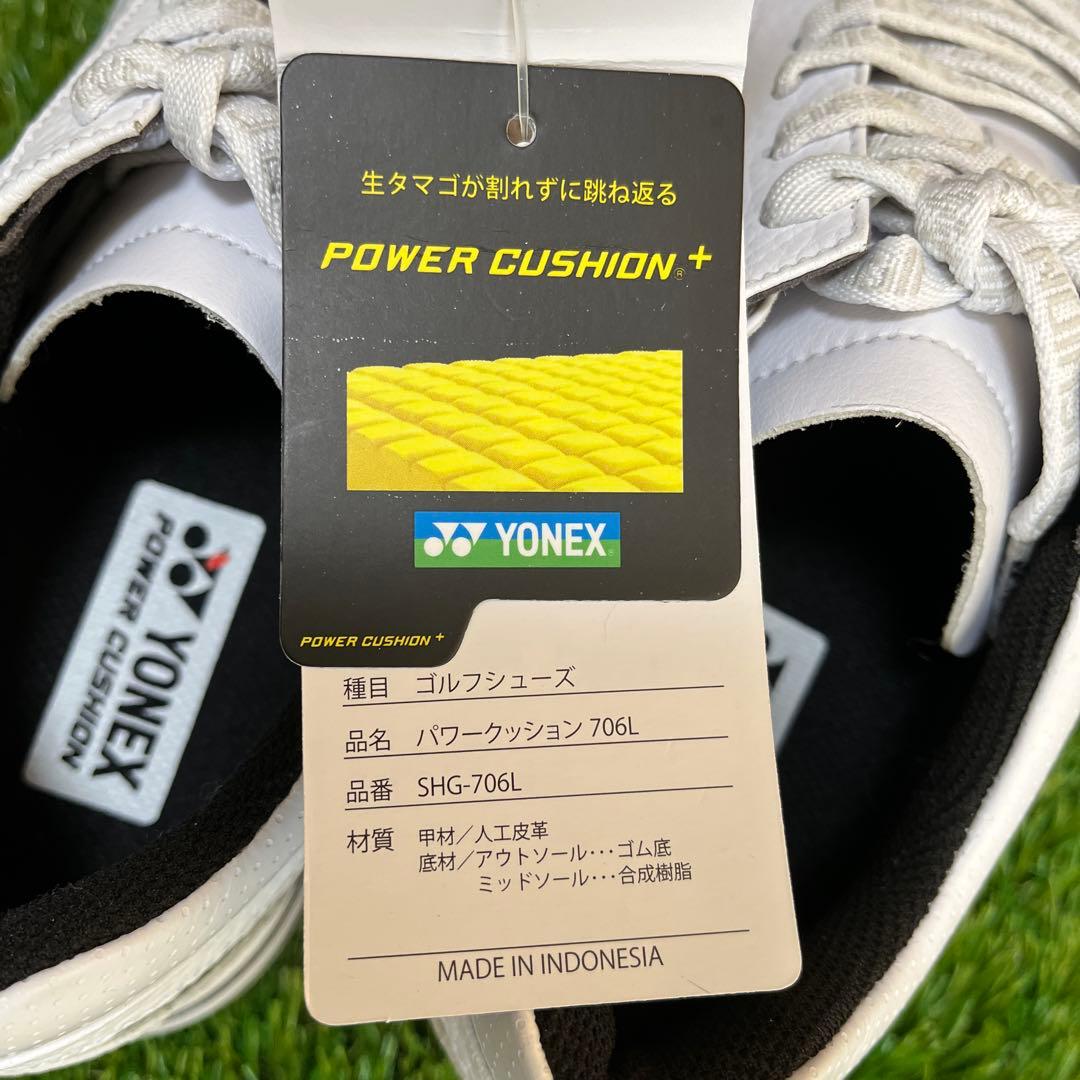 生タマゴが割れずに跳ね返る
POWER CUSHION®+
YONEX®
POWER CUSHION+
種目 ゴルフシューズ
品名 パワークッション 706L
品番 SHG-706L
材質 甲材／人工皮革
底材／アウトソール･･･ゴム底
ミッドソール･･･合成樹脂
MADE IN INDONESIA
YONEX
POWER CUSHION